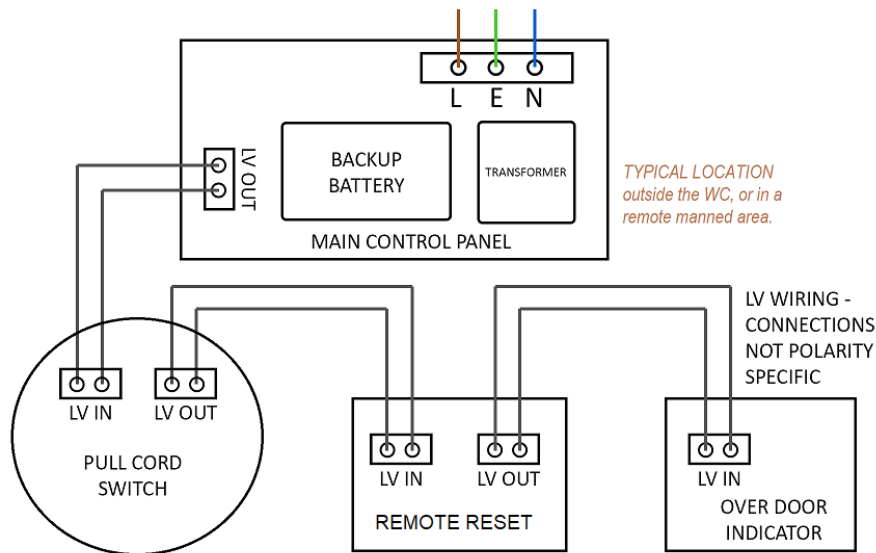 L E N
LV OUT
BACKUP
BATTERY
TRANSFORMER
MAIN CONTROL PANEL
TYPICAL LOCATION
outside the WC, or in a
remote manned area.
LV WIRING -
CONNECTIONS
NOT POLARITY
SPECIFIC
LV IN
LV OUT
PULL CORD
SWITCH
LV IN
LV OUT
REMOTE RESET
LV IN
OVER DOOR
INDICATOR